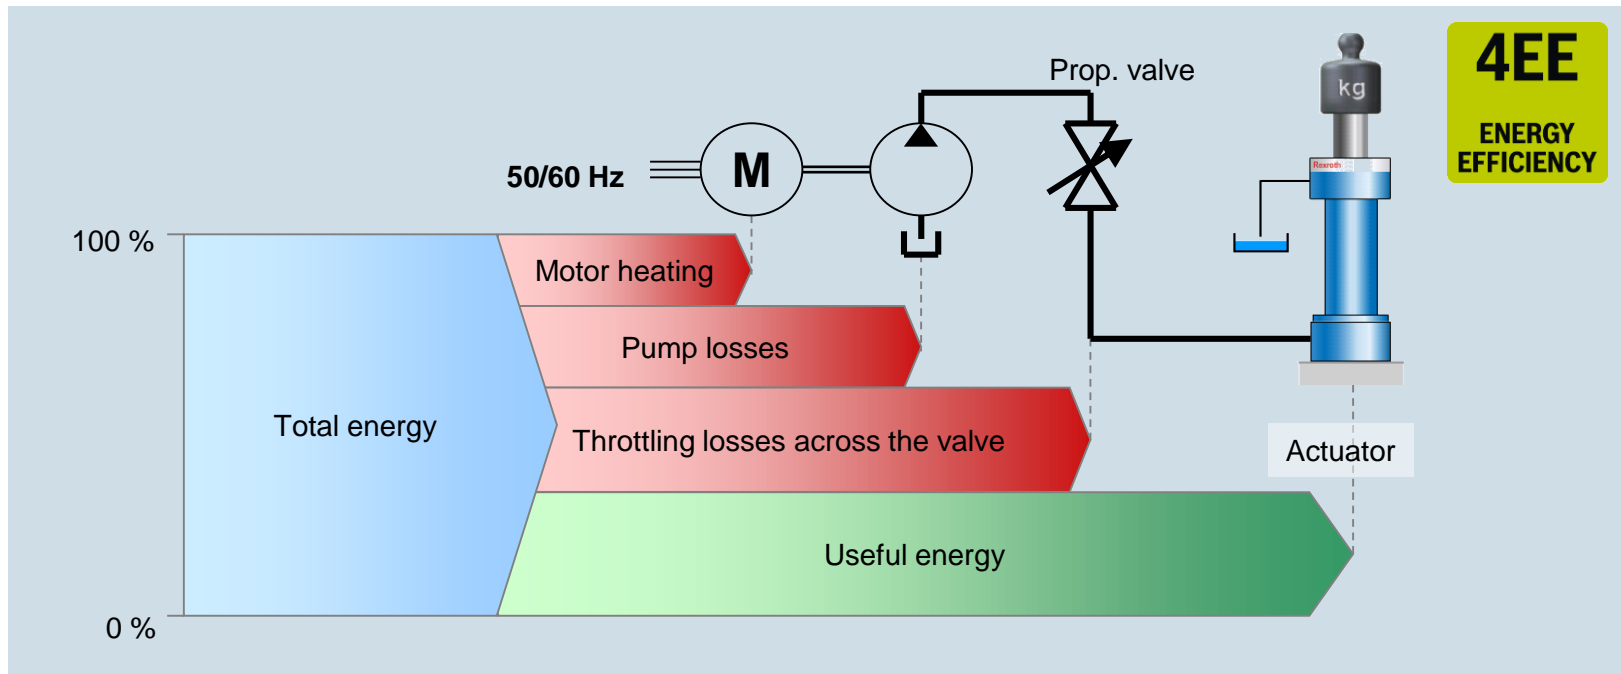 4EE
ENERGY
EFFICIENCY
Prop. valve
kg
Rexroth
50/60 Hz
M
100 %
Motor heating
Pump losses
Total energy
Throttling losses across the valve
Actuator
Useful energy
0 %